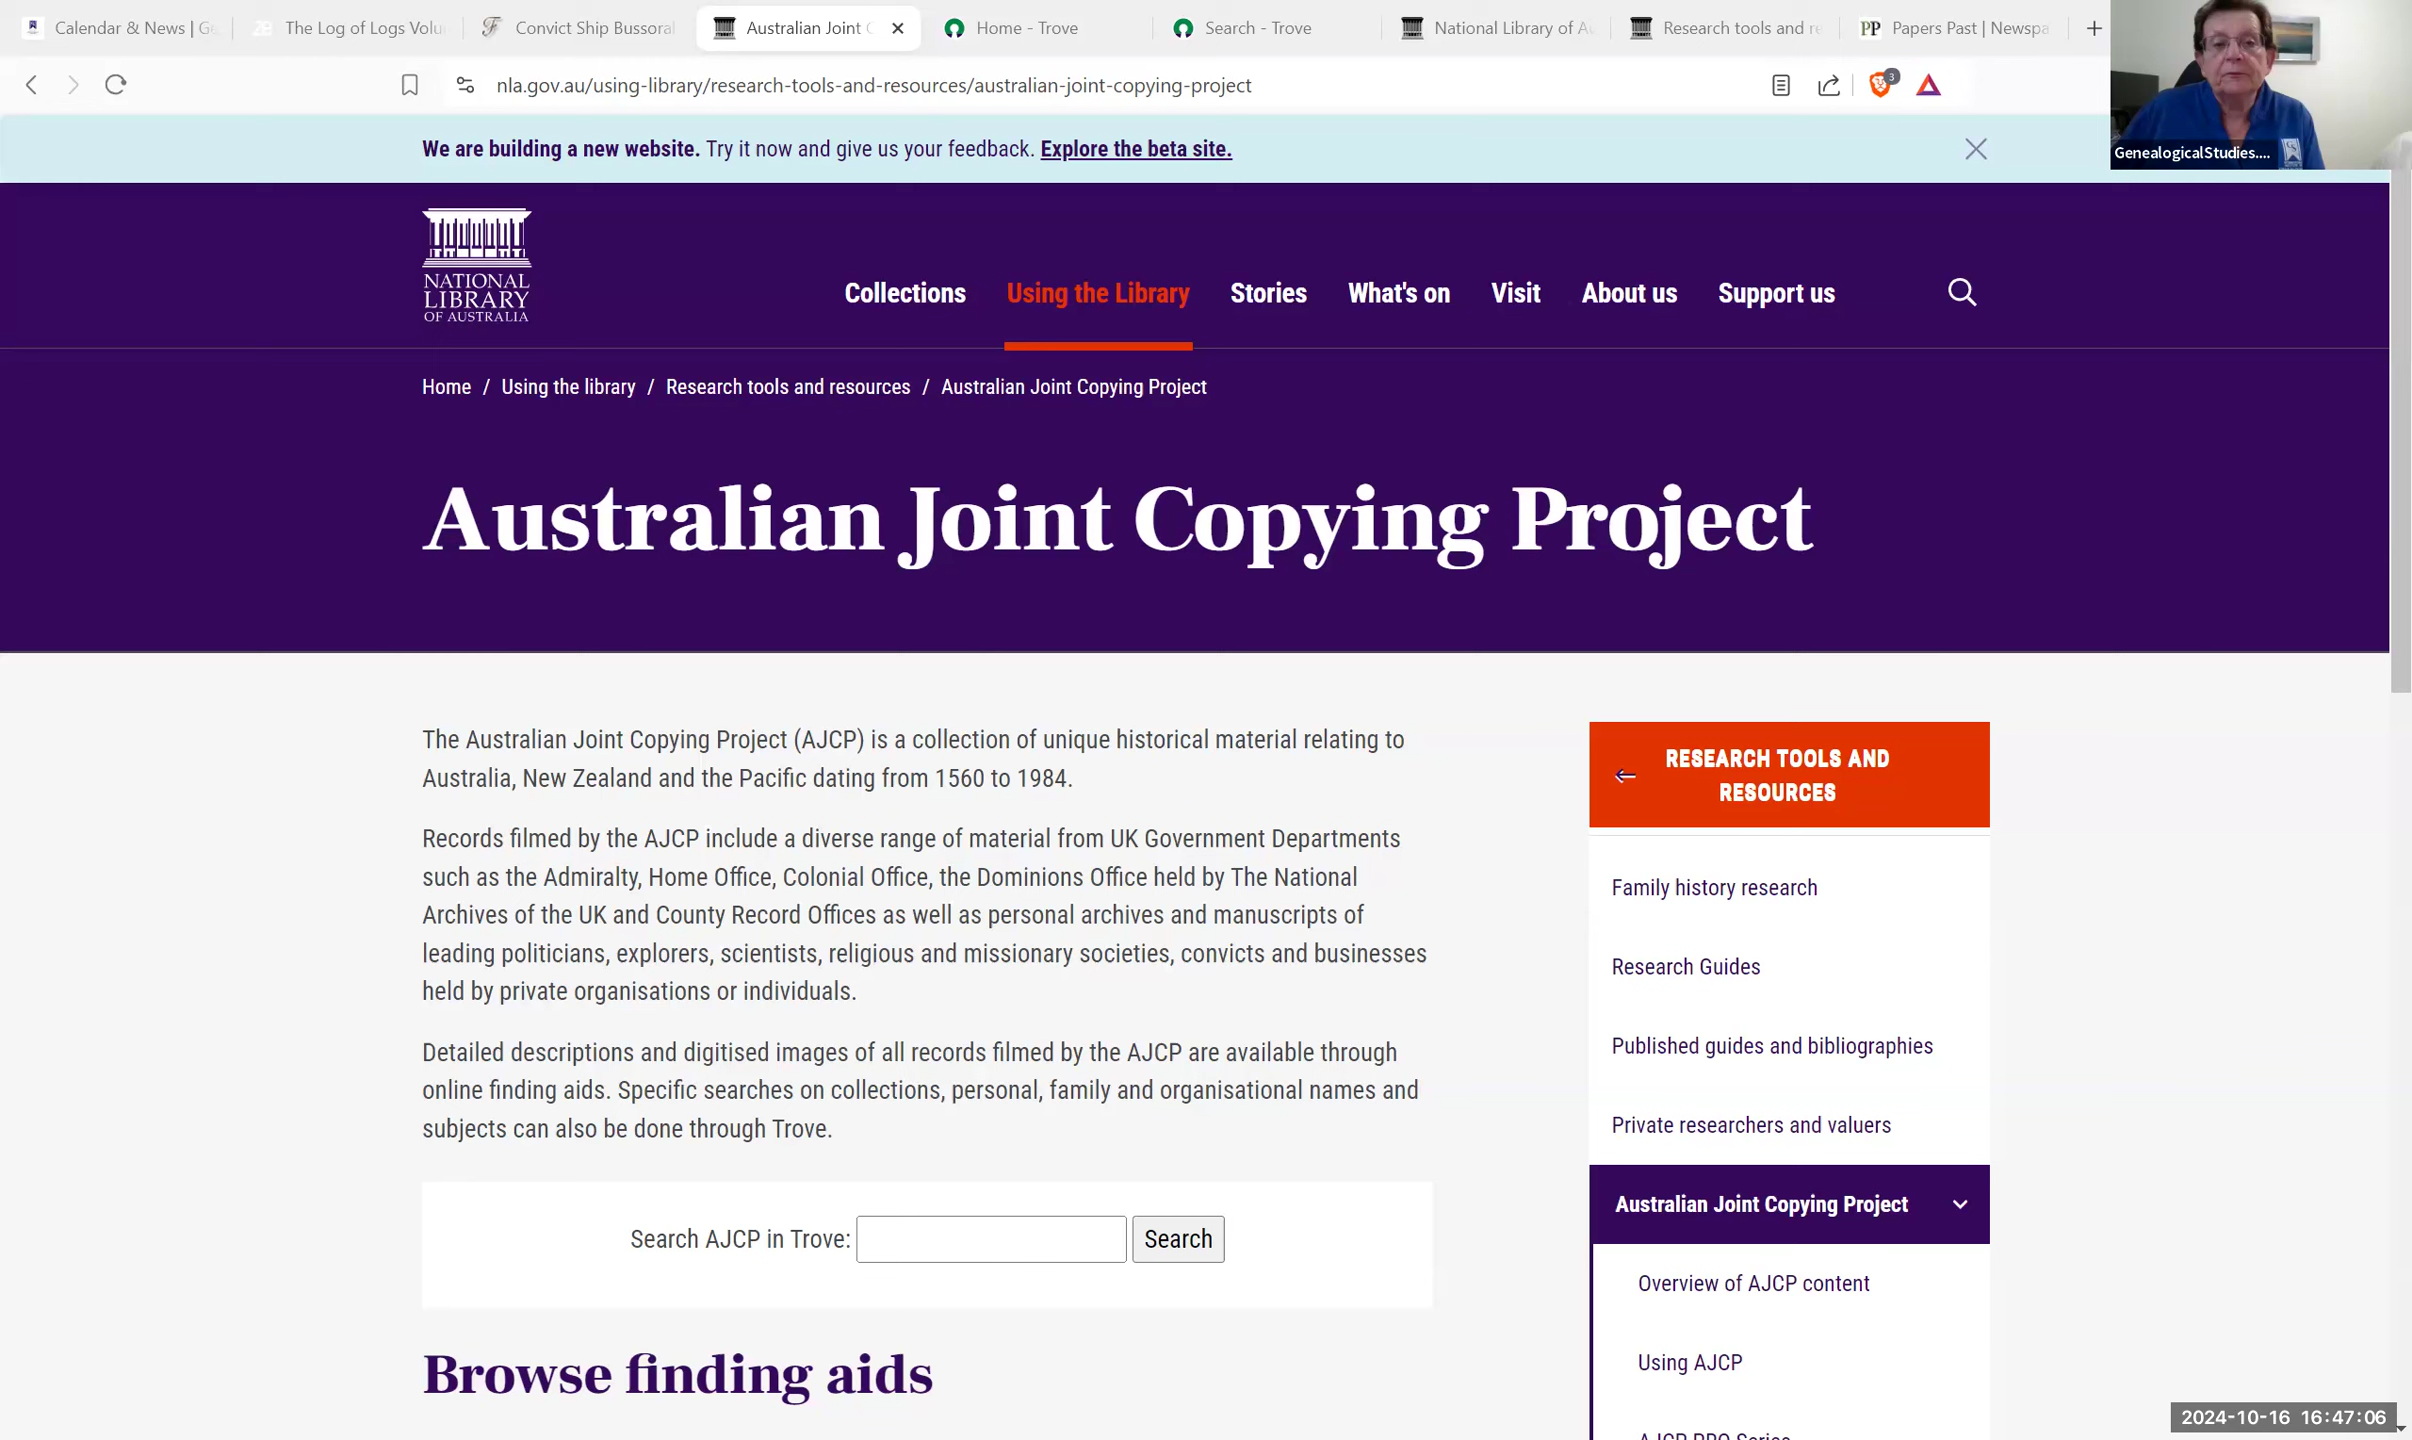 Calendar & News | Ge
The Log of Logs Volu
Convict Ship Bussoral
Australian Joint C
Home - Trove
Search - Trove
National Library of Au
Research tools and re
PP Papers Past | Newspa
nla.gov.au/using-library/research-tools-and-resources/australian-joint-copying-project
3
GenealogicalStudies....
We are building a new website. Try it now and give us your feedback. Explore the beta site.
NATIONAL
LIBRARY
OF AUSTRALIA
Collections
Using the Library
Stories
What's on
Visit
About us
Support us
Home / Using the library / Research tools and resources / Australian Joint Copying Project
Australian Joint Copying Project
The Australian Joint Copying Project (AJCP) is a collection of unique historical material relating to
Australia, New Zealand and the Pacific dating from 1560 to 1984.
Records filmed by the AJCP include a diverse range of material from UK Government Departments
such as the Admiralty, Home Office, Colonial Office, the Dominions Office held by The National
Archives of the UK and County Record Offices as well as personal archives and manuscripts of
leading politicians, explorers, scientists, religious and missionary societies, convicts and businesses
held by private organisations or individuals.
Detailed descriptions and digitised images of all records filmed by the AJCP are available through
online finding aids. Specific searches on collections, personal, family and organisational names and
subjects can also be done through Trove.
Search AJCP in Trove:
Search
Browse finding aids
RESEARCH TOOLS AND
RESOURCES
Family history research
Research Guides
Published guides and bibliographies
Private researchers and valuers
Australian Joint Copying Project
Overview of AJCP content
Using AJCP
AJCP PRO Series
2024-10-16 16:47:06